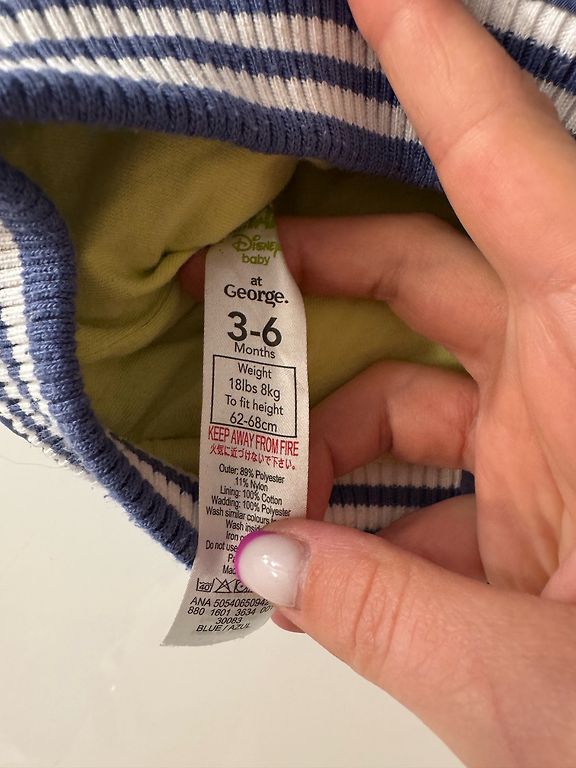 Disney
baby
at
George.
3-6
Months
Weight
18lbs 8kg
To fit height
62-68cm
KEEP AWAY FROM FIRE
火気に近づけないで下さい。
Outer: 89% Polyester
11% Nylon
Lining: 100% Cotton
Wadding: 100% Polyester
Wash similar colours
Wash
Iron
Do not use
40
ANA 505406509
880 1601 3634 001
30083
BLUE / AZUL